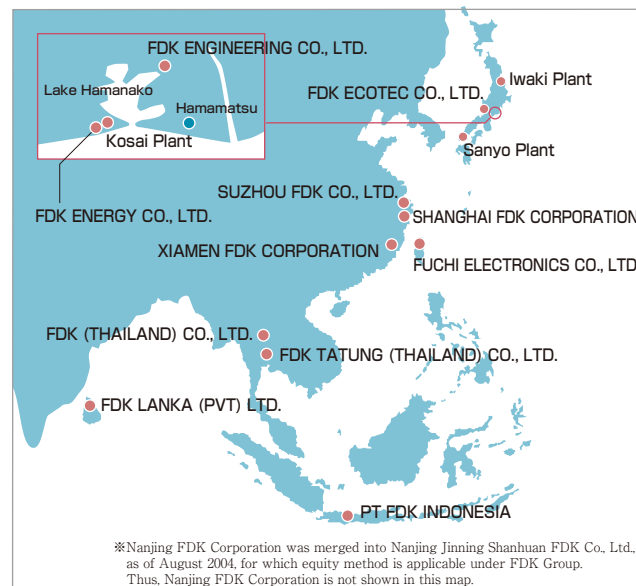 FDK ENGINEERING CO., LTD.
Lake Hamanako
Hamamatsu
Kosai Plant
FDK ENERGY CO., LTD.
Iwaki Plant
FDK ECOTEC CO., LTD.
Sanyo Plant
SUZHOU FDK CO., LTD.
SHANGHAI FDK CORPORATION
XIAMEN FDK CORPORATION
FUCHI ELECTRONICS CO., LTD
FDK (THAILAND) CO., LTD.
FDK TATUNG (THAILAND) CO., LTD.
FDK LANKA (PVT) LTD.
PT FDK INDONESIA
※Nanjing FDK Corporation was merged into Nanjing Jinning Shanhuan FDK Co., Ltd.,
as of August 2004, for which equity method is applicable under FDK Group.
Thus, Nanjing FDK Corporation is not shown in this map.